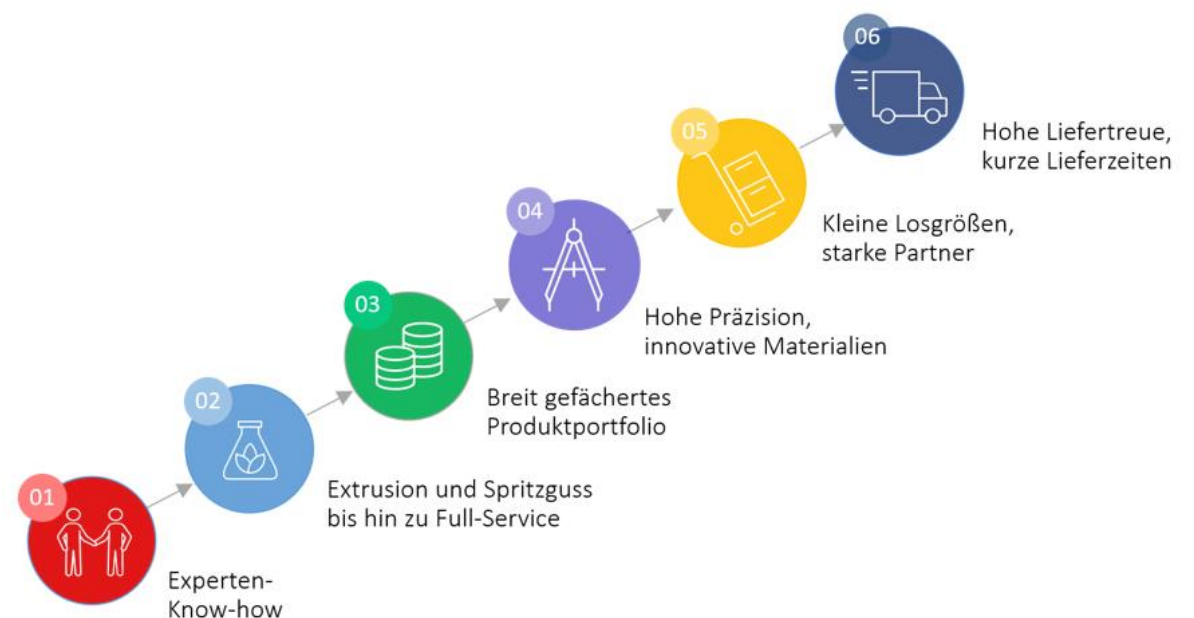 01
Experten-
Know-how
02
Extrusion und Spritzguss
bis hin zu Full-Service
03
Breit gefächertes
Produktportfolio
04
Hohe Präzision,
innovative Materialien
05
Kleine Losgrößen,
starke Partner
06
Hohe Liefertreue,
kurze Lieferzeiten